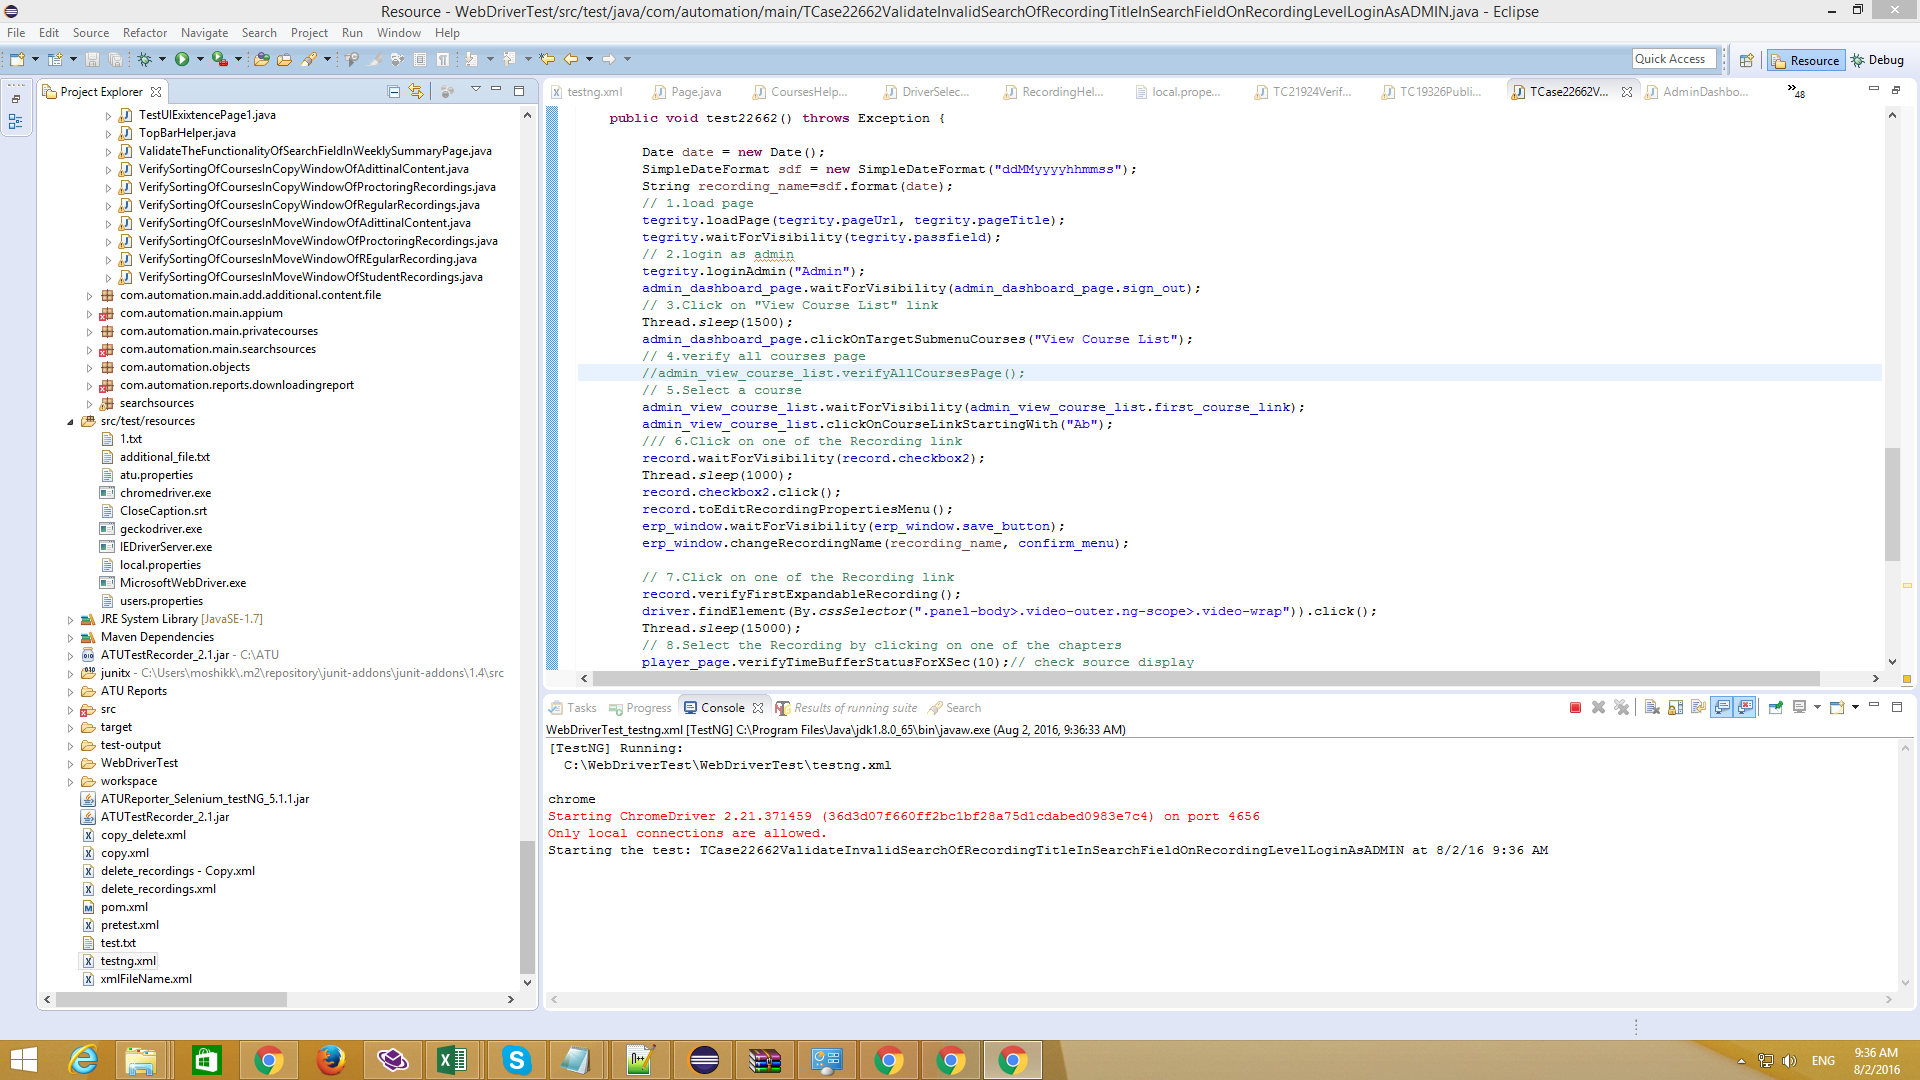 Resource - WebDriverTest/src/test/java/com/automation/main/TCase22662ValidateInvalidSearchOfRecordingTitleInSearchFieldOnRecordingLevelLoginAsADMIN.java - Eclipse
File Edit Source Refactor Navigate Search Project Run Window Help
Quick Access Resource Debug
Project Explorer
TestUIExixtencePage1.java
TopBarHelper.java
ValidateTheFunctionalityOfSearchFieldInWeeklySummaryPage.java
VerifySortingOfCoursesInCopyWindowOfAdittinalContent.java
VerifySortingOfCoursesInCopyWindowOfProctoringRecordings.java
VerifySortingOfCoursesInCopyWindowOfRegularRecordings.java
VerifySortingOfCoursesInMoveWindowOfAdittinalContent.java
VerifySortingOfCoursesInMoveWindowOfProctoringRecordings.java
VerifySortingOfCoursesInMoveWindowOfREgularRecording.java
VerifySortingOfCoursesInMoveWindowOfStudentRecording.java
com.automation.main.add.additional.content.file
com.automation.main.appium
com.automation.main.privatecourses
com.automation.main.searchsources
com.automation.objects
com.automation.reports.downloadingreport
searchsources
src/test/resources
1.txt
additional_file.txt
atu.properties
chromedriver.exe
CloseCaption.srt
geckodriver.exe
IEDriverServer.exe
local.properties
MicrosoftWebDriver.exe
users.properties
JRE System Library [JavaSE-1.7]
Maven Dependencies
ATUTestRecorder_2.1.jar - C:\ATU
junitx - C:\Users\moshikk\.m2\repository\junit-addons\junit-addons\1.4\src
ATU Reports
src
target
test-output
WebDriverTest
workspace
ATUReporter_Selenium_testNG_5.1.1.jar
ATUTestRecorder_2.1.jar
copy_delete.xml
copy.xml
delete_recordings - Copy.xml
delete_recordings.xml
pom.xml
pretest.xml
test.txt
testng.xml
xmlFileName.xml
testng.xml Page.java CoursesHelp... DriverSelec... RecordingHel... local.prope... TC21924Verif... TC19326Publi... TCase22662V... AdminDashbo... »48
public void test22662() throws Exception {
Date date = new Date();
SimpleDateFormat sdf = new SimpleDateFormat("ddMMyyyyhhmmss");
String recording_name=sdf.format(date);
// 1.load page
tegrity.loadPage(tegrity.pageUrl, tegrity.pageTitle);
tegrity.waitForVisibility(tegrity.passfield);
// 2.login as admin
tegrity.loginAdmin("Admin");
admin_dashboard_page.waitForVisibility(admin_dashboard_page.sign_out);
// 3.Click on "View Course List" link
Thread.sleep(1500);
admin_dashboard_page.clickOnTargetSubmenuCourses("View Course List");
// 4.verify all courses page
//admin_view_course_list.verifyAllCoursesPage();
// 5.Select a course
admin_view_course_list.waitForVisibility(admin_view_course_list.first_course_link);
admin_view_course_list.clickOnCourseLinkStartingWith("Ab");
/// 6.Click on one of the Recording link
record.waitForVisibility(record.checkbox2);
Thread.sleep(1000);
record.checkbox2.click();
record.toEditRecordingPropertiesMenu();
erp_window.waitForVisibility(erp_window.save_button);
erp_window.changeRecordingName(recording_name, confirm_menu);
// 7.Click on one of the Recording link
record.verifyFirstExpandableRecording();
driver.findElement(By.cssSelector(".panel-body>.video-outer.ng-scope>.video-wrap")).click();
Thread.sleep(15000);
// 8.Select the Recording by clicking on one of the chapters
player_page.verifyTimeBufferStatusForXSec(10);// check source display
Tasks Progress Console Results of running suite Search
WebDriverTest_testng.xml [TestNG] C:\Program Files\Java\jdk1.8.0_65\bin\javaw.exe (Aug 2, 2016, 9:36:33 AM)
[TestNG] Running:
C:\WebDriverTest\WebDriverTest\testng.xml
chrome
Starting ChromeDriver 2.21.371459 (36d3d07f660ff2bc1bf28a75d1cdabed0983e7c4) on port 4656
Only local connections are allowed.
Starting the test: TCase22662ValidateInvalidSearchOfRecordingTitleInSearchFieldOnRecordingLevelLoginAsADMIN at 8/2/16 9:36 AM
ENG
9:36 AM
8/2/2016